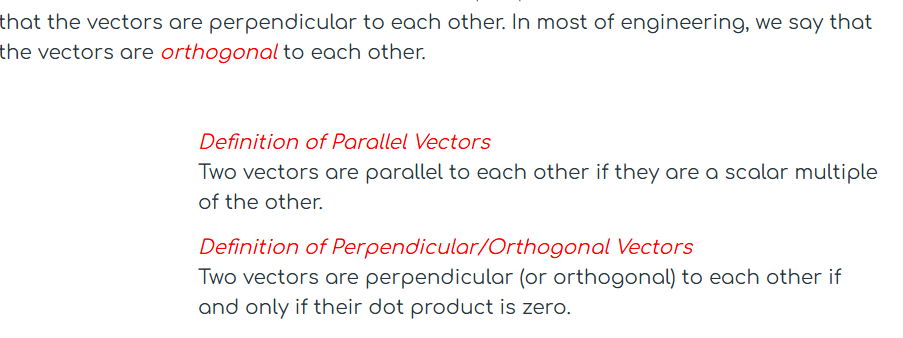 that the vectors are perpendicular to each other. In most of engineering, we say that
the vectors are orthogonal to each other.
Definition of Parallel Vectors
Two vectors are parallel to each other if they are a scalar multiple
of the other.
Definition of Perpendicular/Orthogonal Vectors
Two vectors are perpendicular (or orthogonal) to each other if
and only if their dot product is zero.